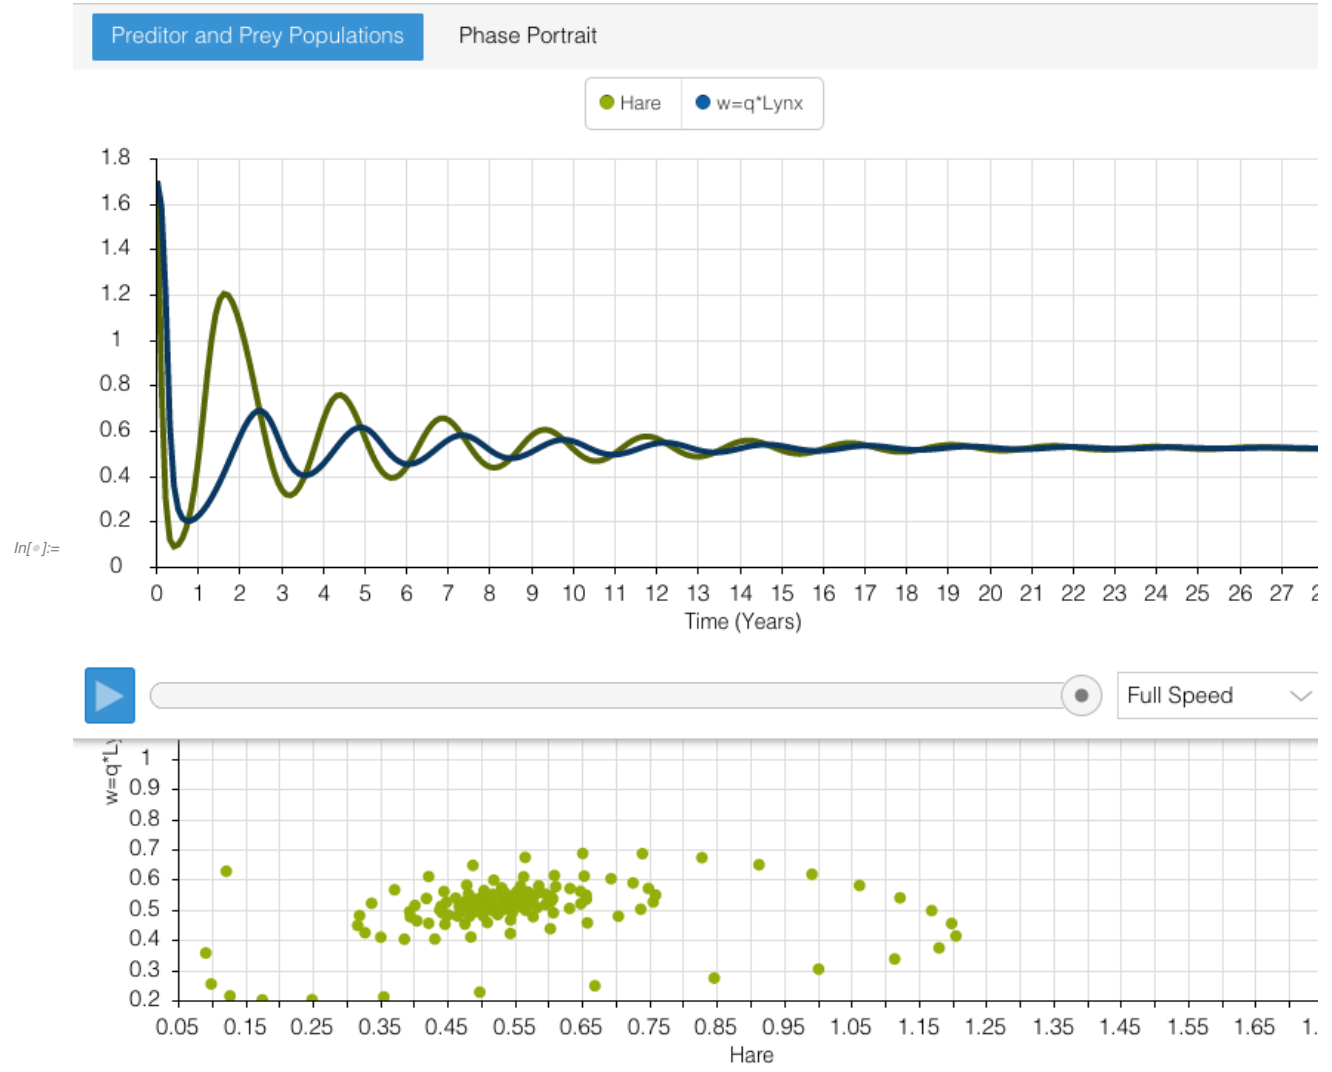 Preditor and Prey Populations Phase Portrait
Hare w=q*Lynx
1.8
1.6
1.4
1.2
1
0.8
0.6
0.4
0.2
0
In[ ]:=
0 1 2 3 4 5 6 7 8 9 10 11 12 13 14 15 16 17 18 19 20 21 22 23 24 25 26 27
Time (Years)
Full Speed
w=q*Ly
1
0.9
0.8
0.7
0.6
0.5
0.4
0.3
0.2
0.05 0.15 0.25 0.35 0.45 0.55 0.65 0.75 0.85 0.95 1.05 1.15 1.25 1.35 1.45 1.55 1.65
Hare